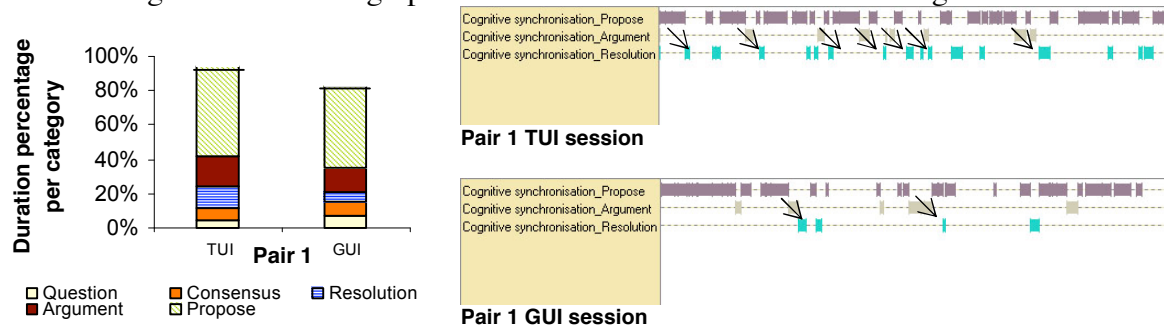 Duration percentage
per category
100%
80%
60%
40%
20%
0%
TUI
Pair 1
GUI
Question
Consensus
Resolution
Argument
Propose
Cognitive synchronisation_Propose
Cognitive synchronisation_Argument
Cognitive synchronisation_Resolution
Pair 1 TUI session
Cognitive synchronisation_Propose
Cognitive synchronisation_Argument
Cognitive synchronisation_Resolution
Pair 1 GUI session